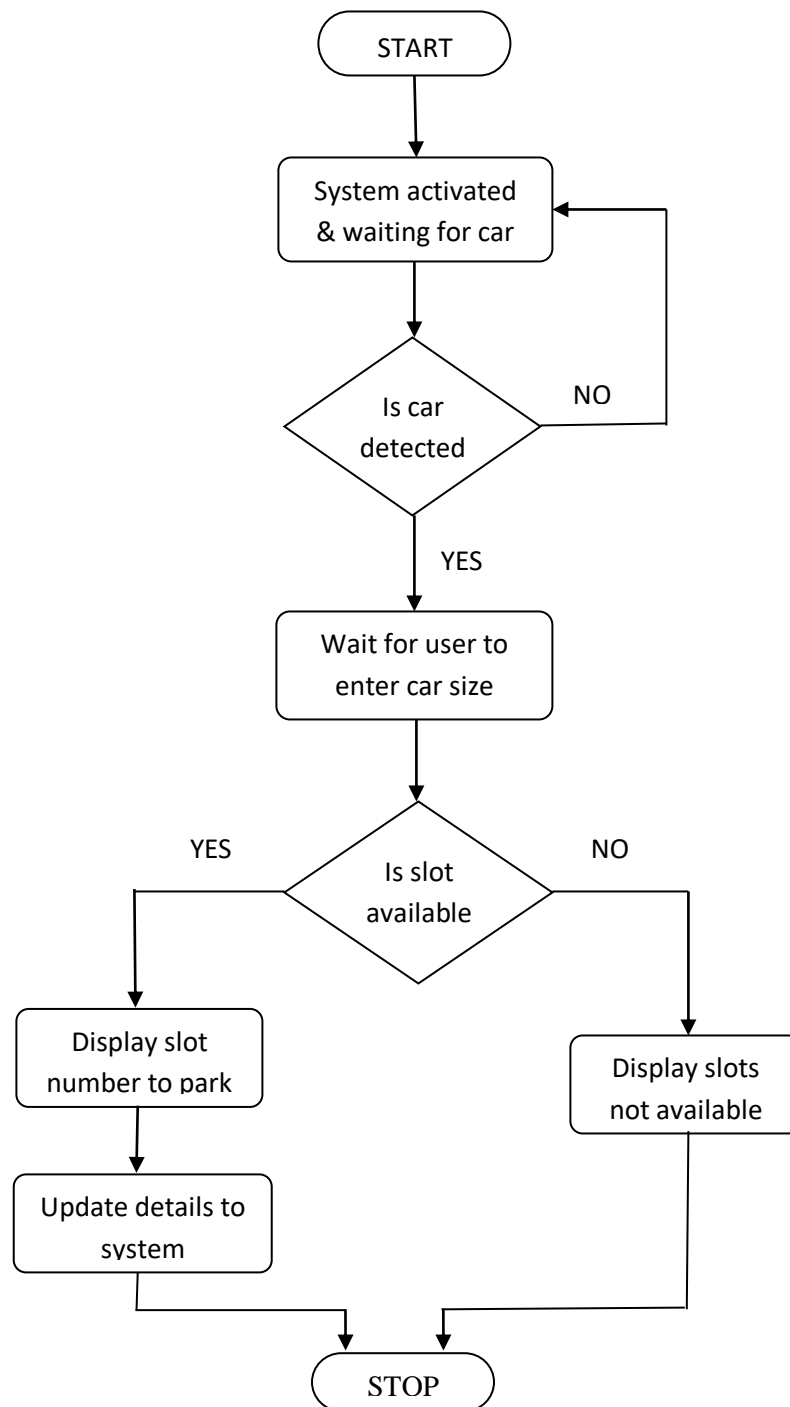 START
System activated
& waiting for car
Is car
detected
NO
YES
Wait for user to
enter car size
YES
NO
Is slot
available
Display slot
number to park
Display slots
not available
Update details to
system
STOP